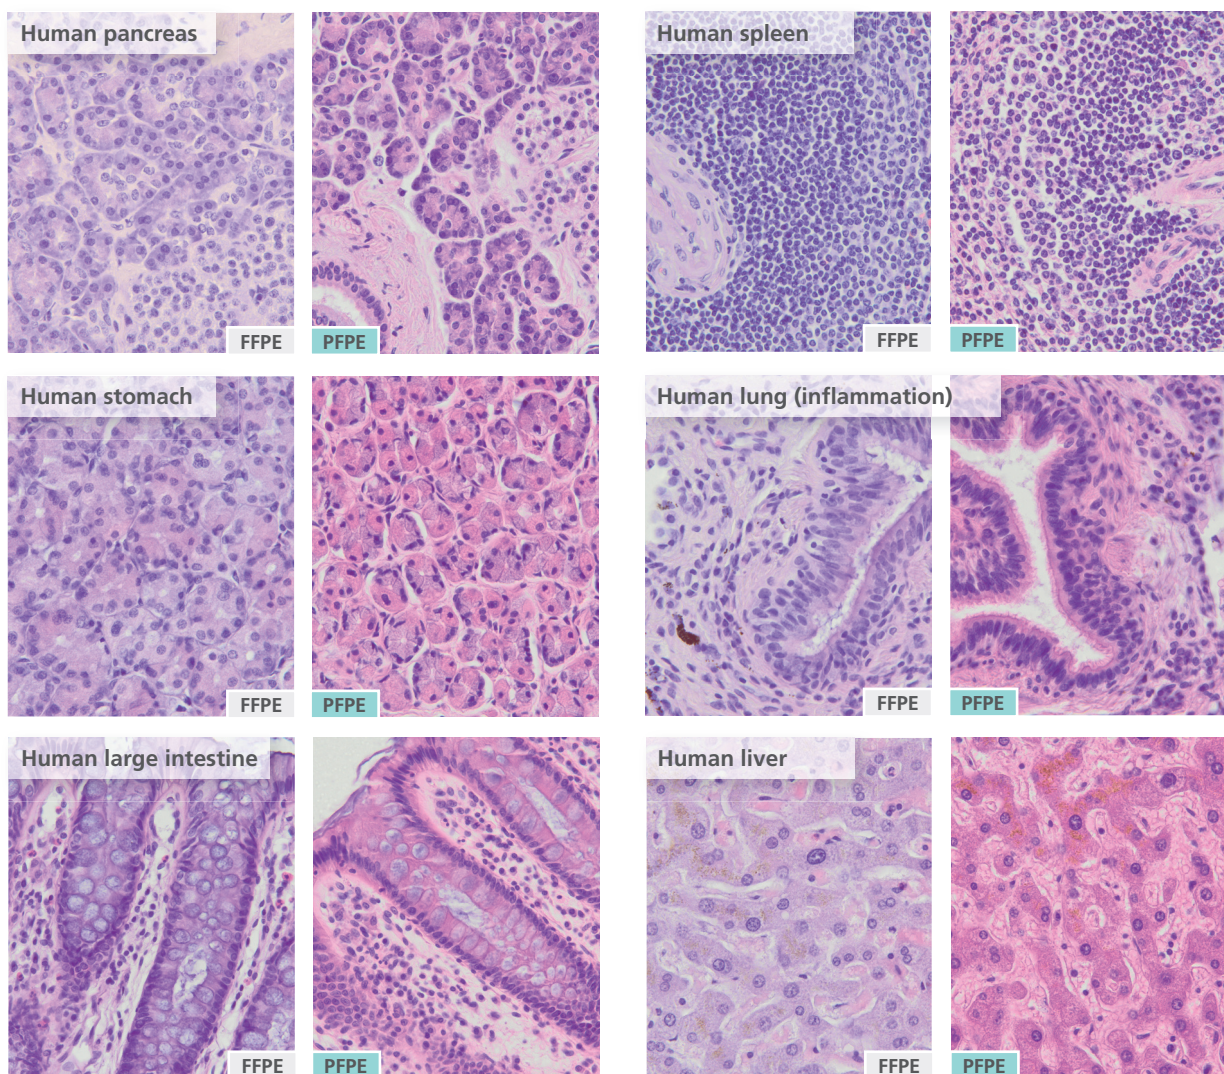 Human pancreas
FFPE
PFPE
Human spleen
FFPE
PFPE
Human stomach
FFPE
PFPE
Human lung (inflammation)
FFPE
PFPE
Human large intestine
FFPE
PFPE
Human liver
FFPE
PFPE